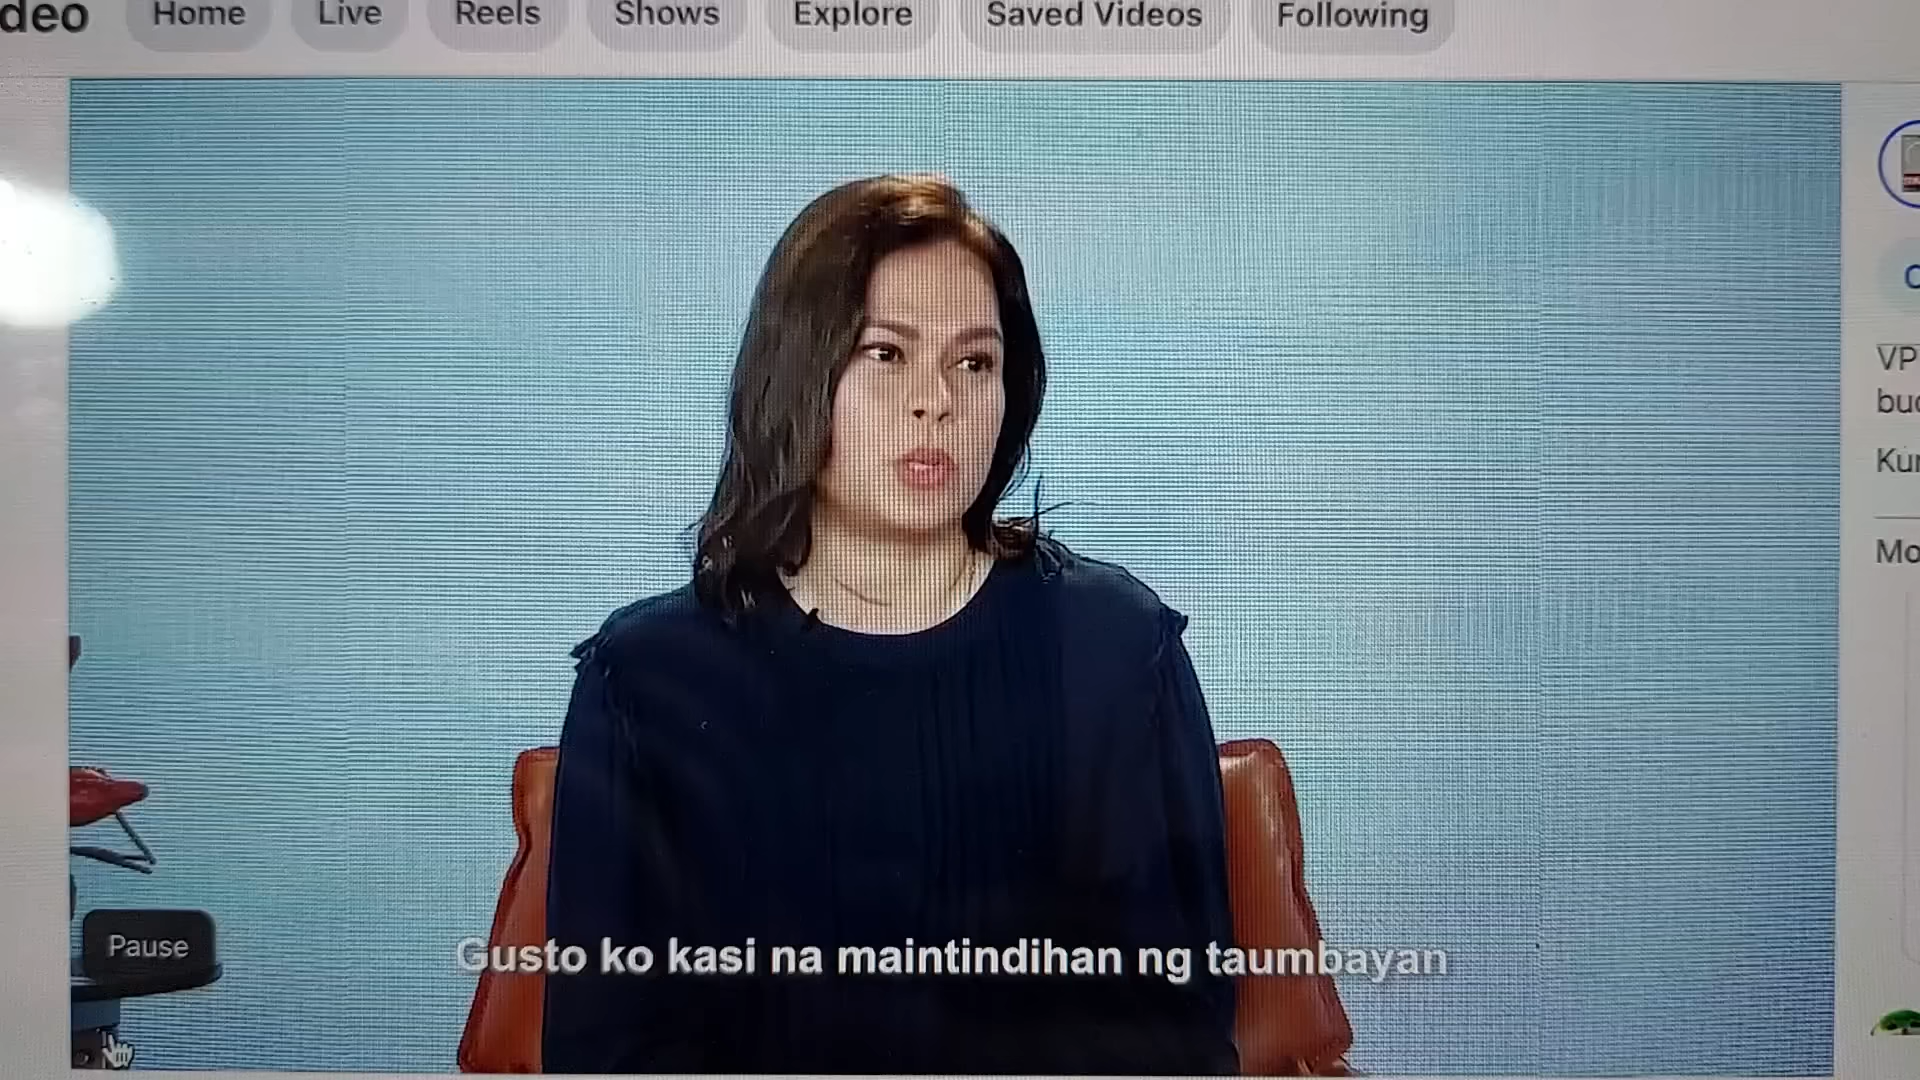 deo
Home
Live
Reels
Shows
Explore
Saved Videos
Following
VP
Pause
Gusto ko kasi na maintindihan ng taumbayan